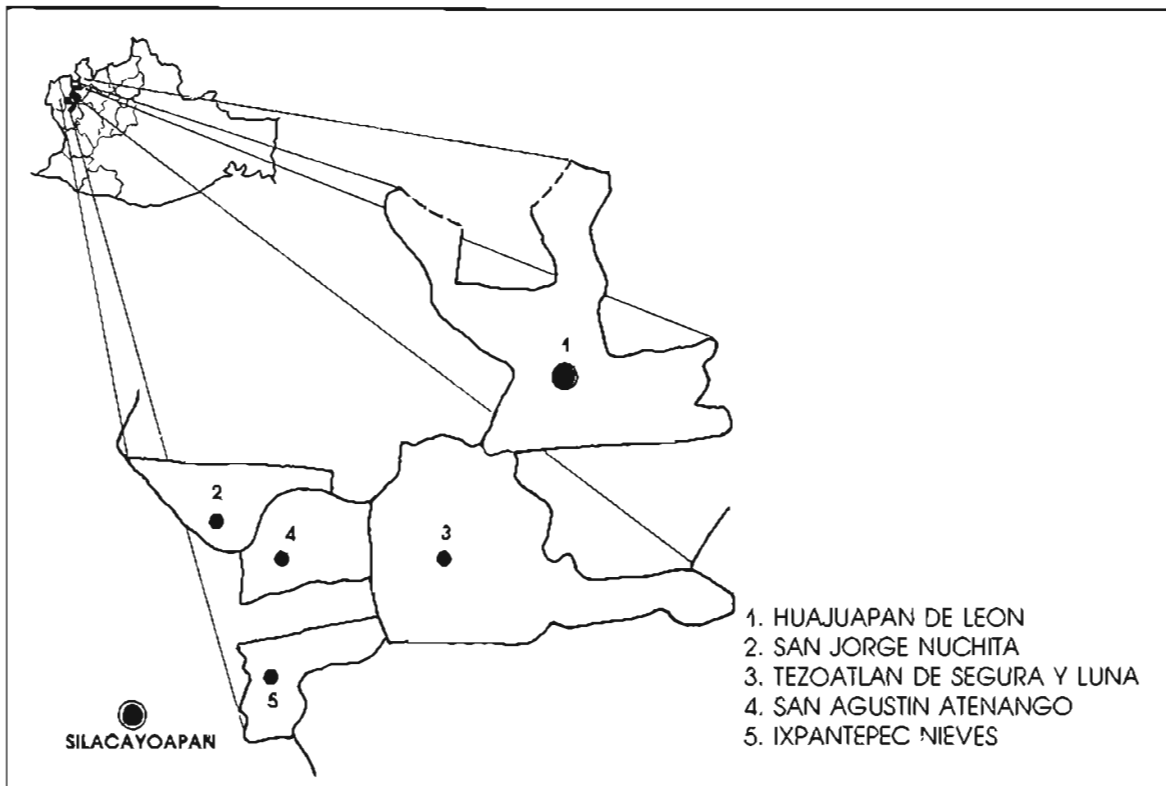 1
2
4
3
5
SILACAYOAPAN
1. HUAJUAPAN DE LEON
2. SAN JORGE NUCHITA
3. TEZOATLAN DE SEGURA Y LUNA
4. SAN AGUSTIN ATENANGO
5. IXPANTEPEC NIEVES